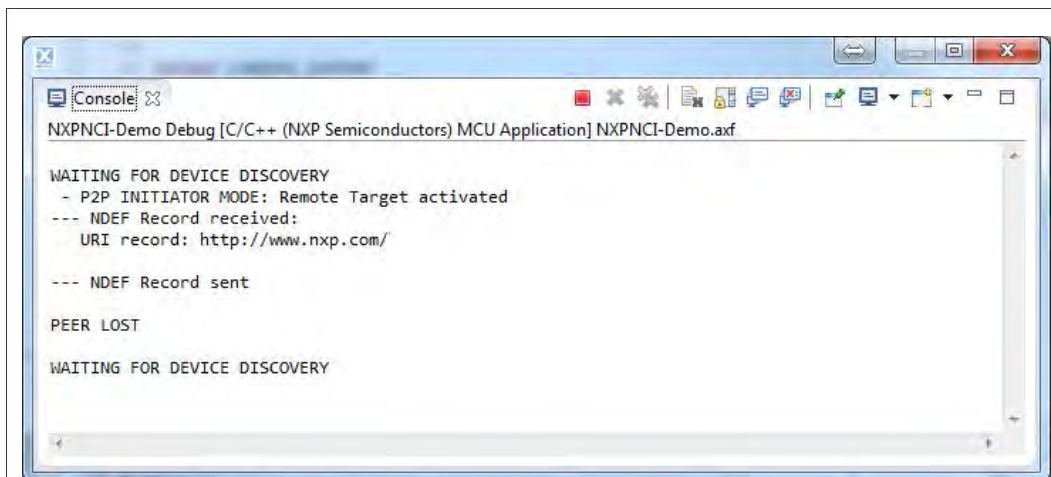 Console
NXPNCI-Demo Debug [C/C++ (NXP Semiconductors) MCU Application] NXPNCI-Demo.axf
WAITING FOR DEVICE DISCOVERY
- P2P INITIATOR MODE: Remote Target activated
--- NDEF Record received:
URI record: http://www.nxp.com/
--- NDEF Record sent
PEER LOST
WAITING FOR DEVICE DISCOVERY